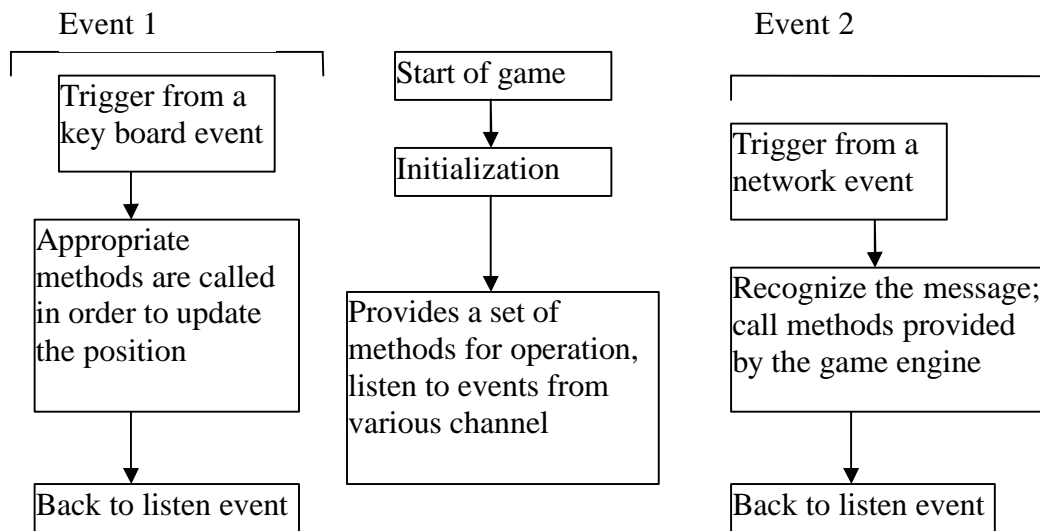 Event 1
Trigger from a
key board event
Appropriate
methods are called
in order to update
the position
Back to listen event
Start of game
Initialization
Provides a set of
methods for operation,
listen to events from
various channel
Event 2
Trigger from a
network event
Recognize the message;
call methods provided
by the game engine
Back to listen event